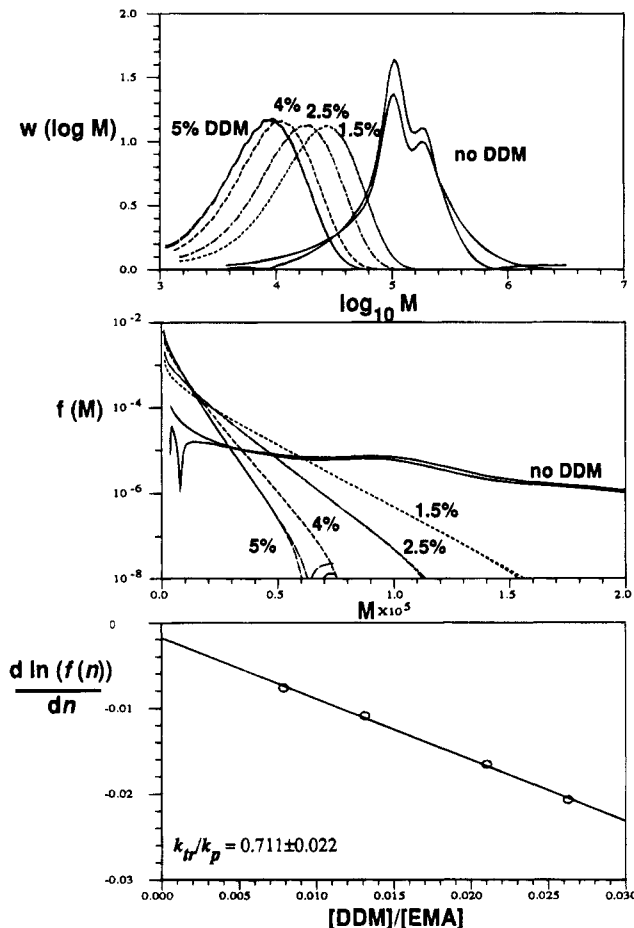 2.0
1.5
1.0
0.5
0.0
w (log M)
5% DDM
4%
2.5%
1.5%
no DDM
3 4 5 6 7
log10 M
10-2
10-4
10-6
10-8
f (M)
no DDM
1.5%
2.5%
4%
5%
0.0 0.5 1.0 1.5 2.0
M ×10⁵
0
-0.01
-0.02
-0.03
d ln (f (n))
dn
ktr/kp = 0.711±0.022
0.000 0.005 0.010 0.015 0.020 0.025 0.030
[DDM]/[EMA]